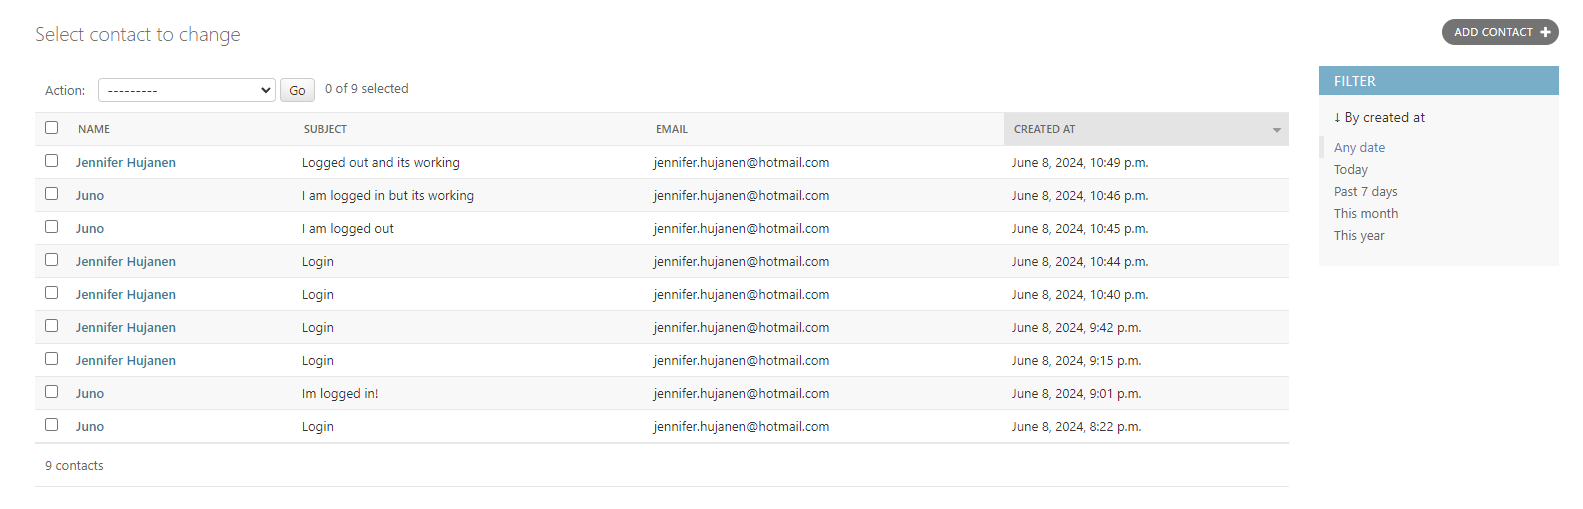 Select contact to change
ADD CONTACT
Action: --------- Go 0 of 9 selected
NAME SUBJECT EMAIL CREATED AT
Jennifer Hujanen Logged out and its working jennifer.hujanen@hotmail.com June 8, 2024, 10:49 p.m.
Juno I am logged in but its working jennifer.hujanen@hotmail.com June 8, 2024, 10:46 p.m.
Juno I am logged out jennifer.hujanen@hotmail.com June 8, 2024, 10:45 p.m.
Jennifer Hujanen Login jennifer.hujanen@hotmail.com June 8, 2024, 10:44 p.m.
Jennifer Hujanen Login jennifer.hujanen@hotmail.com June 8, 2024, 10:40 p.m.
Jennifer Hujanen Login jennifer.hujanen@hotmail.com June 8, 2024, 9:42 p.m.
Jennifer Hujanen Login jennifer.hujanen@hotmail.com June 8, 2024, 9:15 p.m.
Juno Im logged in! jennifer.hujanen@hotmail.com June 8, 2024, 9:01 p.m.
Juno Login jennifer.hujanen@hotmail.com June 8, 2024, 8:22 p.m.
9 contacts
FILTER
↓ By created at
Any date
Today
Past 7 days
This month
This year